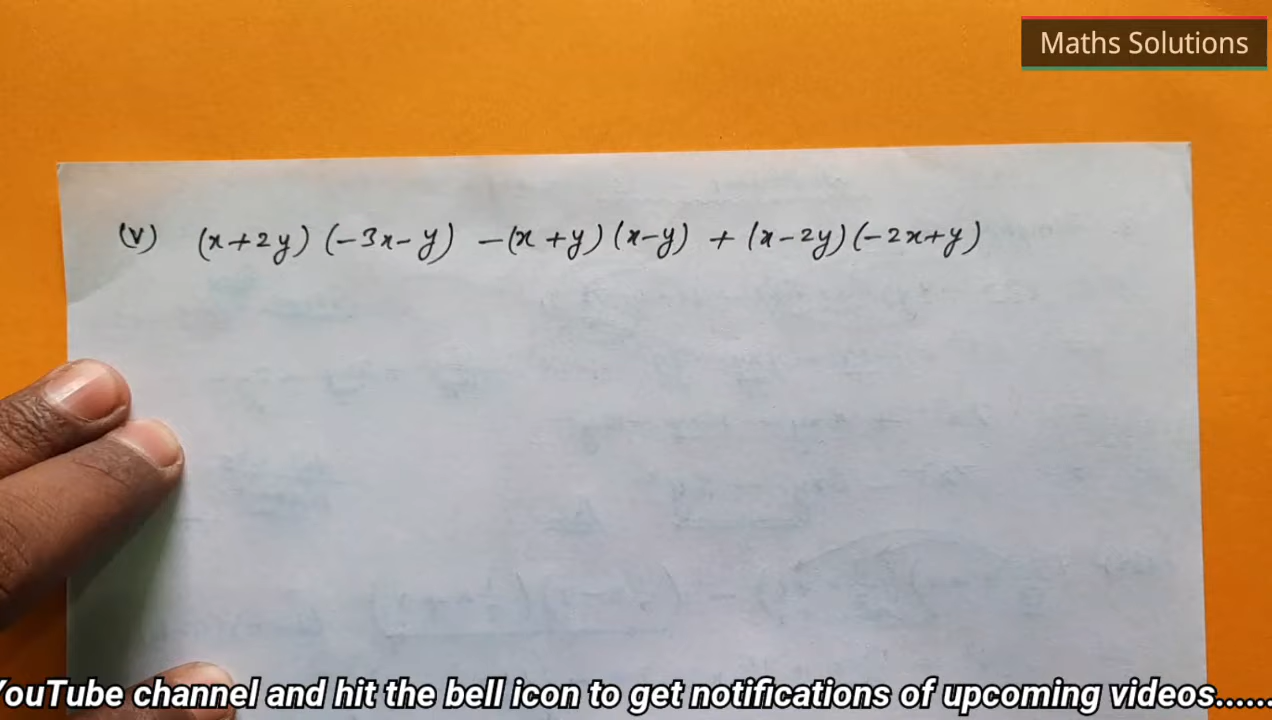 Maths Solutions
(v) (x+2y) (-3x-y) -(x+y) (x-y) + (x-2y) (-2x+y)
YouTube channel and hit the bell icon to get notifications of upcoming videos......